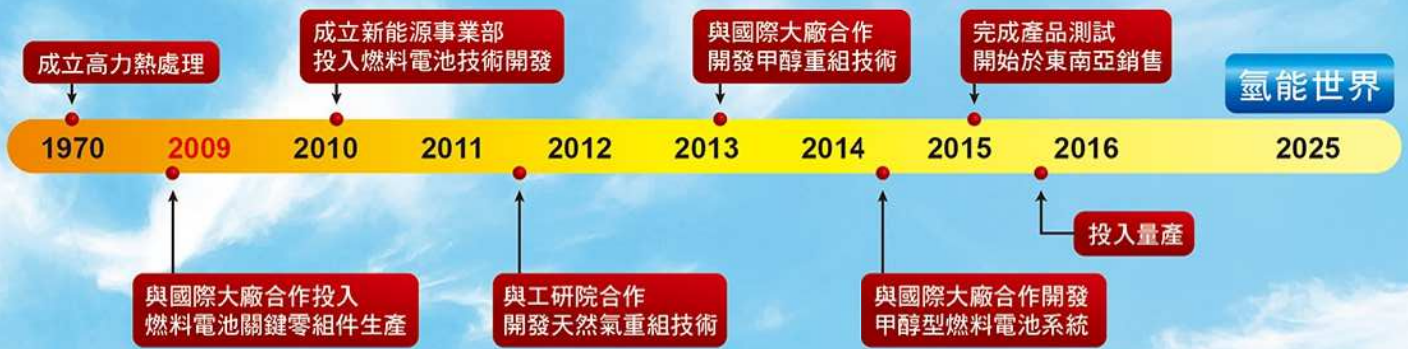 成立高力熱處理
成立新能源事業部
投入燃料電池技術開發
與國際大廠合作
開發甲醇重組技術
完成產品測試
開始於東南亞銷售
氫能世界
1970 2009 2010 2011 2012 2013 2014 2015 2016 2025
與國際大廠合作投入
燃料電池關鍵零組件生產
與工研院合作
開發天然氣重組技術
與國際大廠合作開發
甲醇型燃料電池系統
投入量產